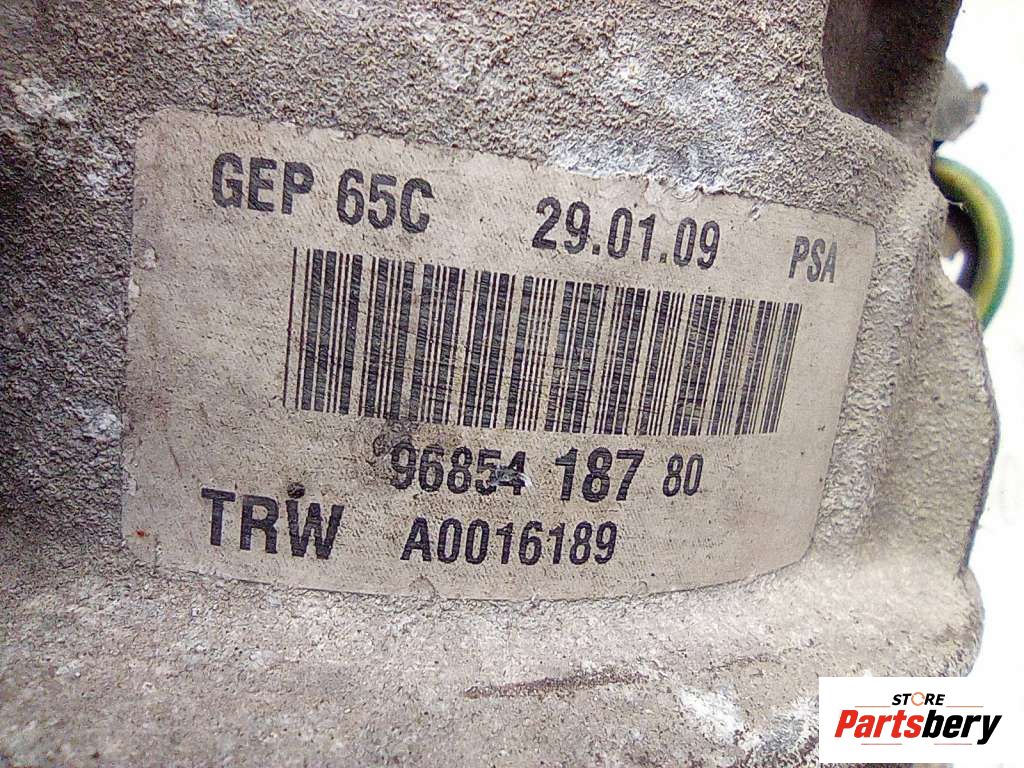 GEP 65C 29.01.09 PSA
96854 187 80
TRW A0016189
STORE
Partsbery